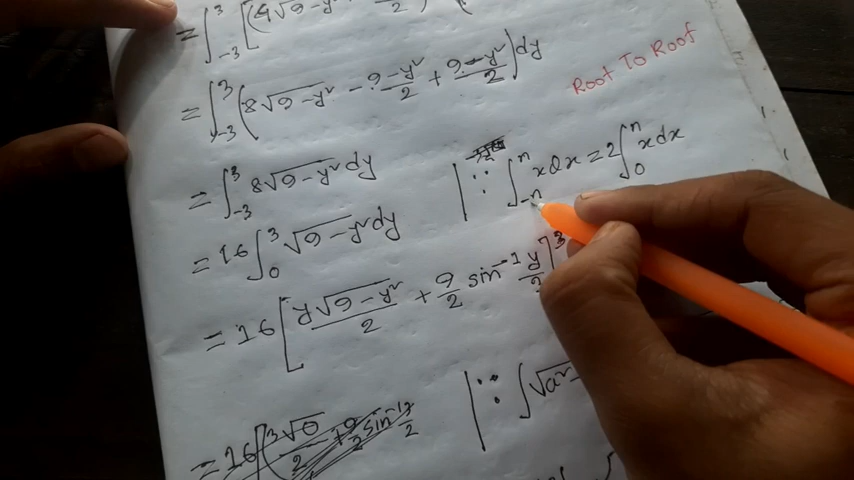 = ∫_{-3}^{3} [(4√9-y²
2
= ∫_{-3}^{3} (8√9-y² - 9-y²/2 + 9-y²/2) dy
Root To Roof
= ∫_{-3}^{3} 8√9-y² dy
| ∵ ∫_{-n}^{n} x dx = 2∫_{0}^{n} x dx
= 16 ∫_{0}^{3} √9-y² dy
= 16 [ y√9-y²/2 + 9/2 sin⁻¹ y/3 ]³
| ∵ ∫√a²-
= 16 [ 3√0/2 + 9/2 sin⁻¹